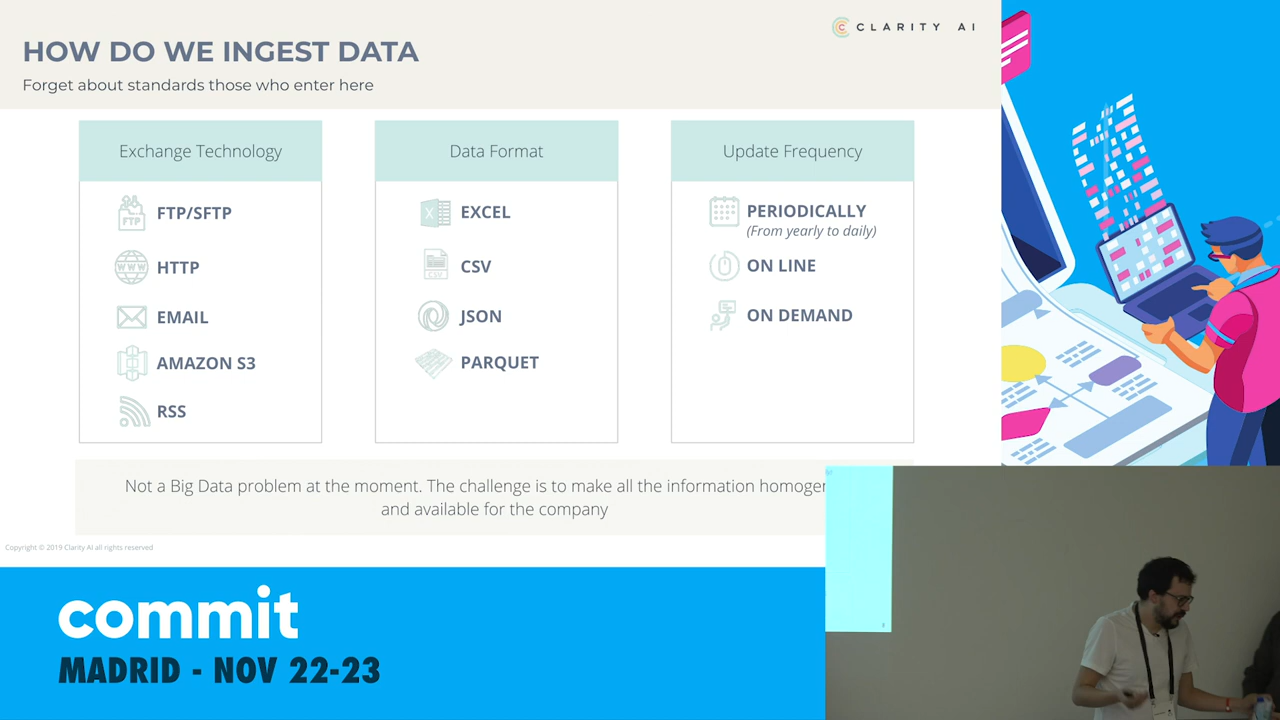 CLARITY AI
HOW DO WE INGEST DATA
Forget about standards those who enter here
Exchange Technology
FTP/SFTP
HTTP
EMAIL
AMAZON S3
RSS
Data Format
EXCEL
CSV
JSON
PARQUET
Update Frequency
PERIODICALLY
(From yearly to daily)
ON LINE
ON DEMAND
FTP
WWW
X
CSV
Not a Big Data problem at the moment. The challenge is to make all the information
and available for the company
Copyright © 2019 Clarity AI all rights reserved
commit
MADRID - NOV 22-23